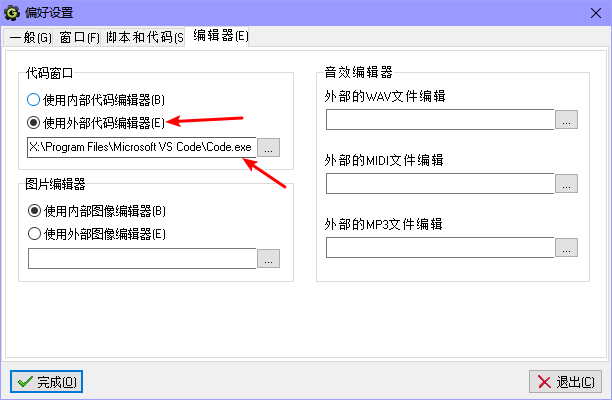 偏好设置
一般(G) 窗口(F) 脚本和代码(S 编辑器(E)
代码窗口
使用内部代码编辑器(B)
使用外部代码编辑器(E)
X:\Program Files\Microsoft VS Code\Code.exe ...
图片编辑器
使用内部图像编辑器(B)
使用外部图像编辑器(E)
...
音效编辑器
外部的WAV文件编辑
...
外部的MIDI文件编辑
...
外部的MP3文件编辑
...
完成(O)
退出(C)